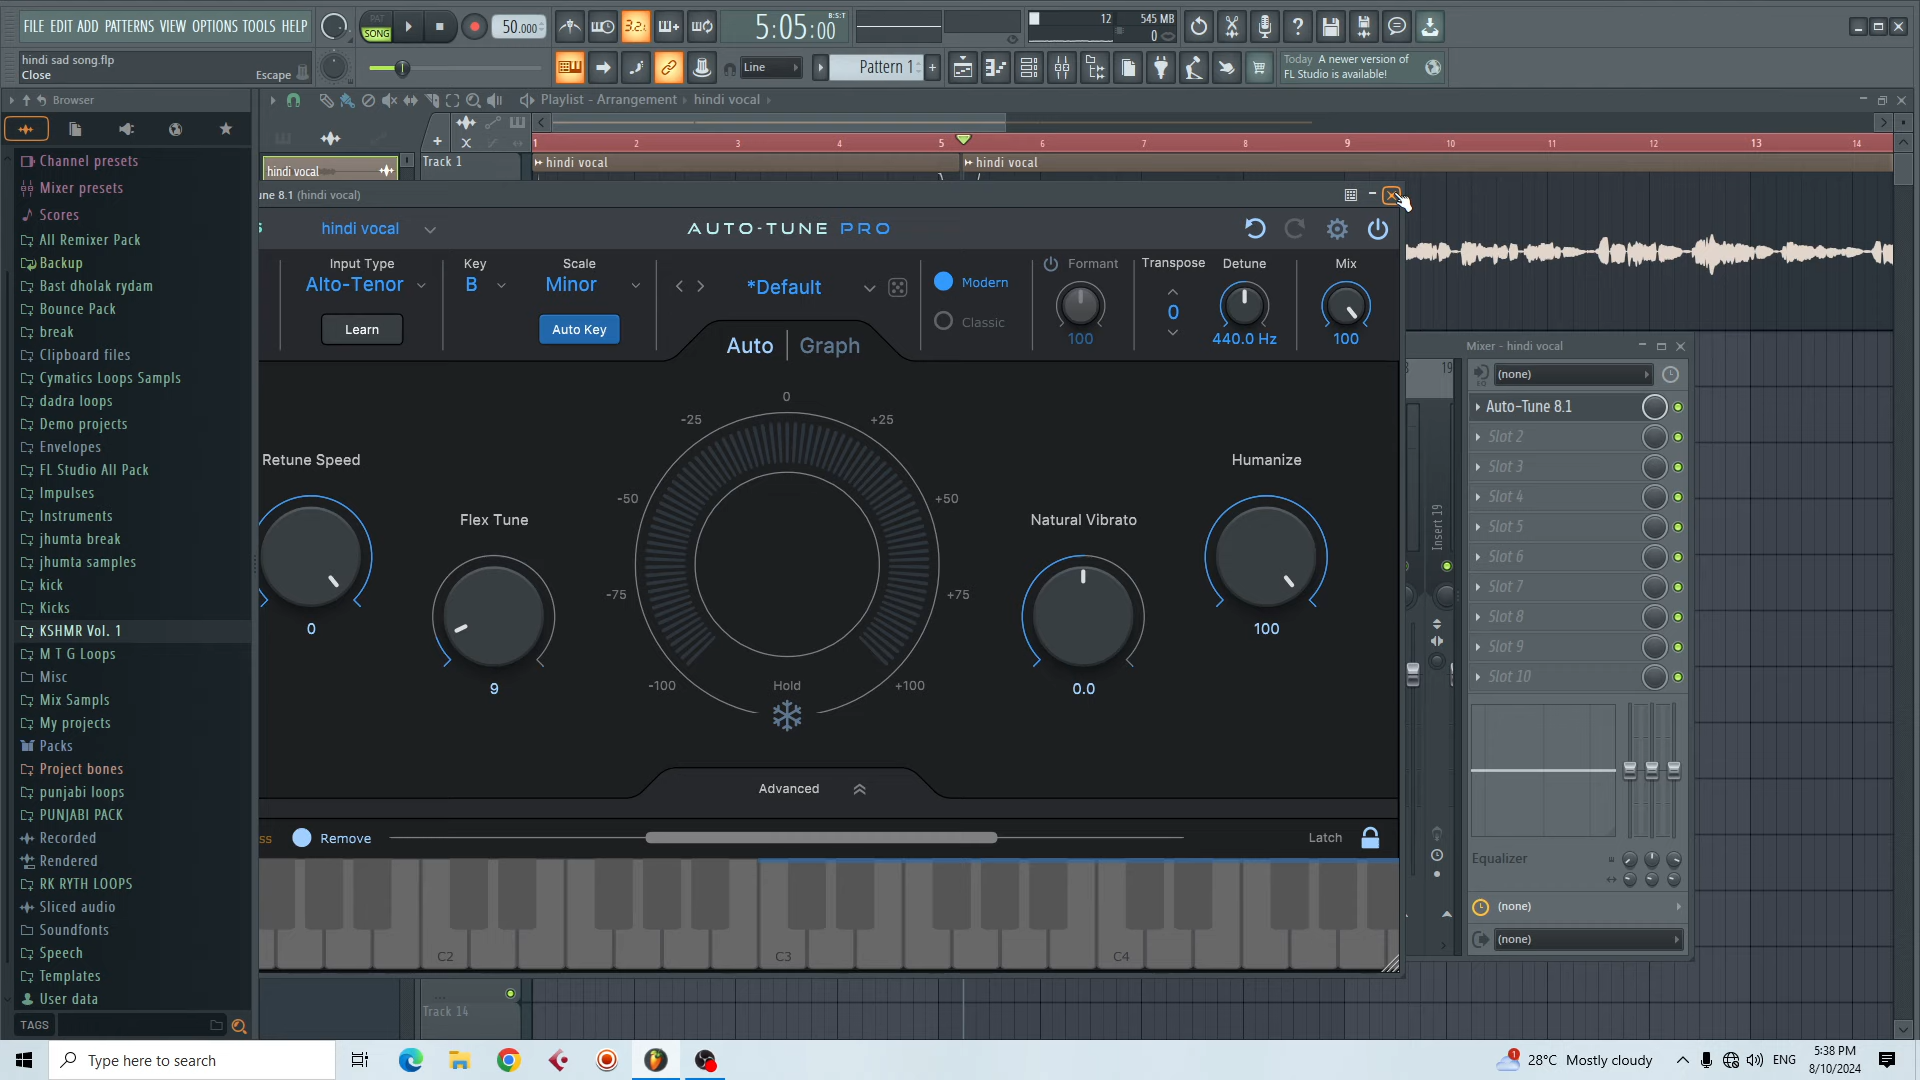 FILE EDIT ADD PATTERNS VIEW OPTIONS TOOLS HELP
PAT
SONG
50.000
3.2.
5:05:00
B:S:T
12
545 MB
0
hindi sad song.flp
Close
Escape
Line
Pattern 1
+
Today A newer version of
FL Studio is available!
Browser
Playlist - Arrangement
hindi vocal
1 2 3 4 5 6 7 8 9 10 11 12 13 14
hindi vocal
Track 1
hindi vocal
hindi vocal
Channel presets
Mixer presets
Scores
All Remixer Pack
Backup
Bast dholak rydam
Bounce Pack
break
Clipboard files
Cymatics Loops Sampls
dadra loops
Demo projects
Envelopes
FL Studio All Pack
Impulses
Instruments
jhumta break
jhumta samples
kick
Kicks
KSHMR Vol. 1
M T G Loops
Misc
Mix Sampls
My projects
Packs
Project bones
punjabi loops
PUNJABI PACK
Recorded
Rendered
RK RYTH LOOPS
Sliced audio
Soundfonts
Speech
Templates
User data
TAGS
une 8.1 (hindi vocal)
hindi vocal
AUTO-TUNE PRO
Input Type
Alto-Tenor
Learn
Key
B
Scale
Minor
Auto Key
*Default
Modern
Classic
Formant
100
Transpose
0
Detune
440.0 Hz
Mix
100
Auto
Graph
Retune Speed
0
Flex Tune
9
0
-25
+25
-50
+50
-75
+75
-100
+100
Hold
Natural Vibrato
0.0
Humanize
100
Advanced
ss
Remove
Latch
C2
C3
C4
Track 14
19
Insert 19
Mixer - hindi vocal
(none)
Auto-Tune 8.1
Slot 2
Slot 3
Slot 4
Slot 5
Slot 6
Slot 7
Slot 8
Slot 9
Slot 10
Equalizer
(none)
(none)
Type here to search
1
28°C Mostly cloudy
ENG
5:38 PM
8/10/2024